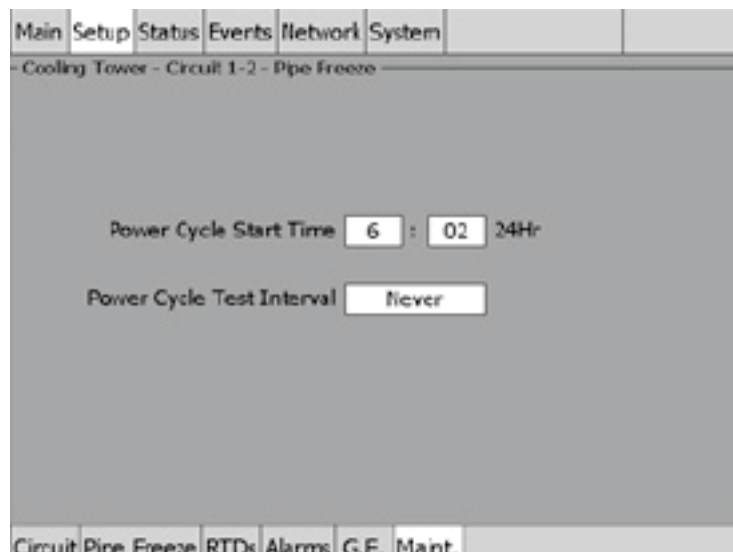 Main Setup Status Events Network System
Cooling Tower - Circuit 1-2 - Pipe Freeze
Power Cycle Start Time 6 : 02 24Hr
Power Cycle Test Interval Never
Circuit Pipe Freeze RTDs Alarms G.F. Maint.